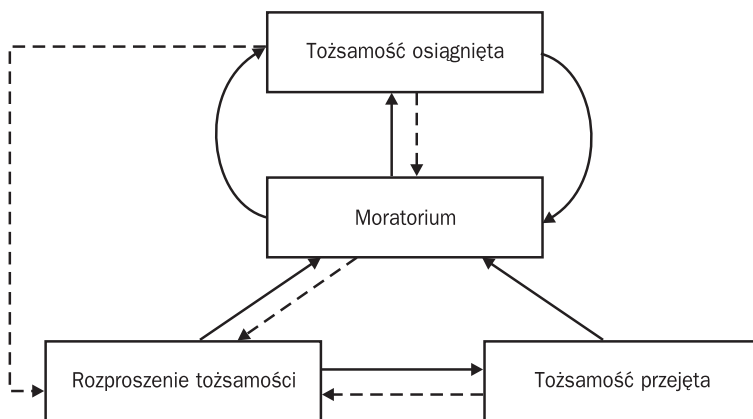 Tożsamość osiągnięta
Moratorium
Rozproszenie tożsamości
Tożsamość przejęta